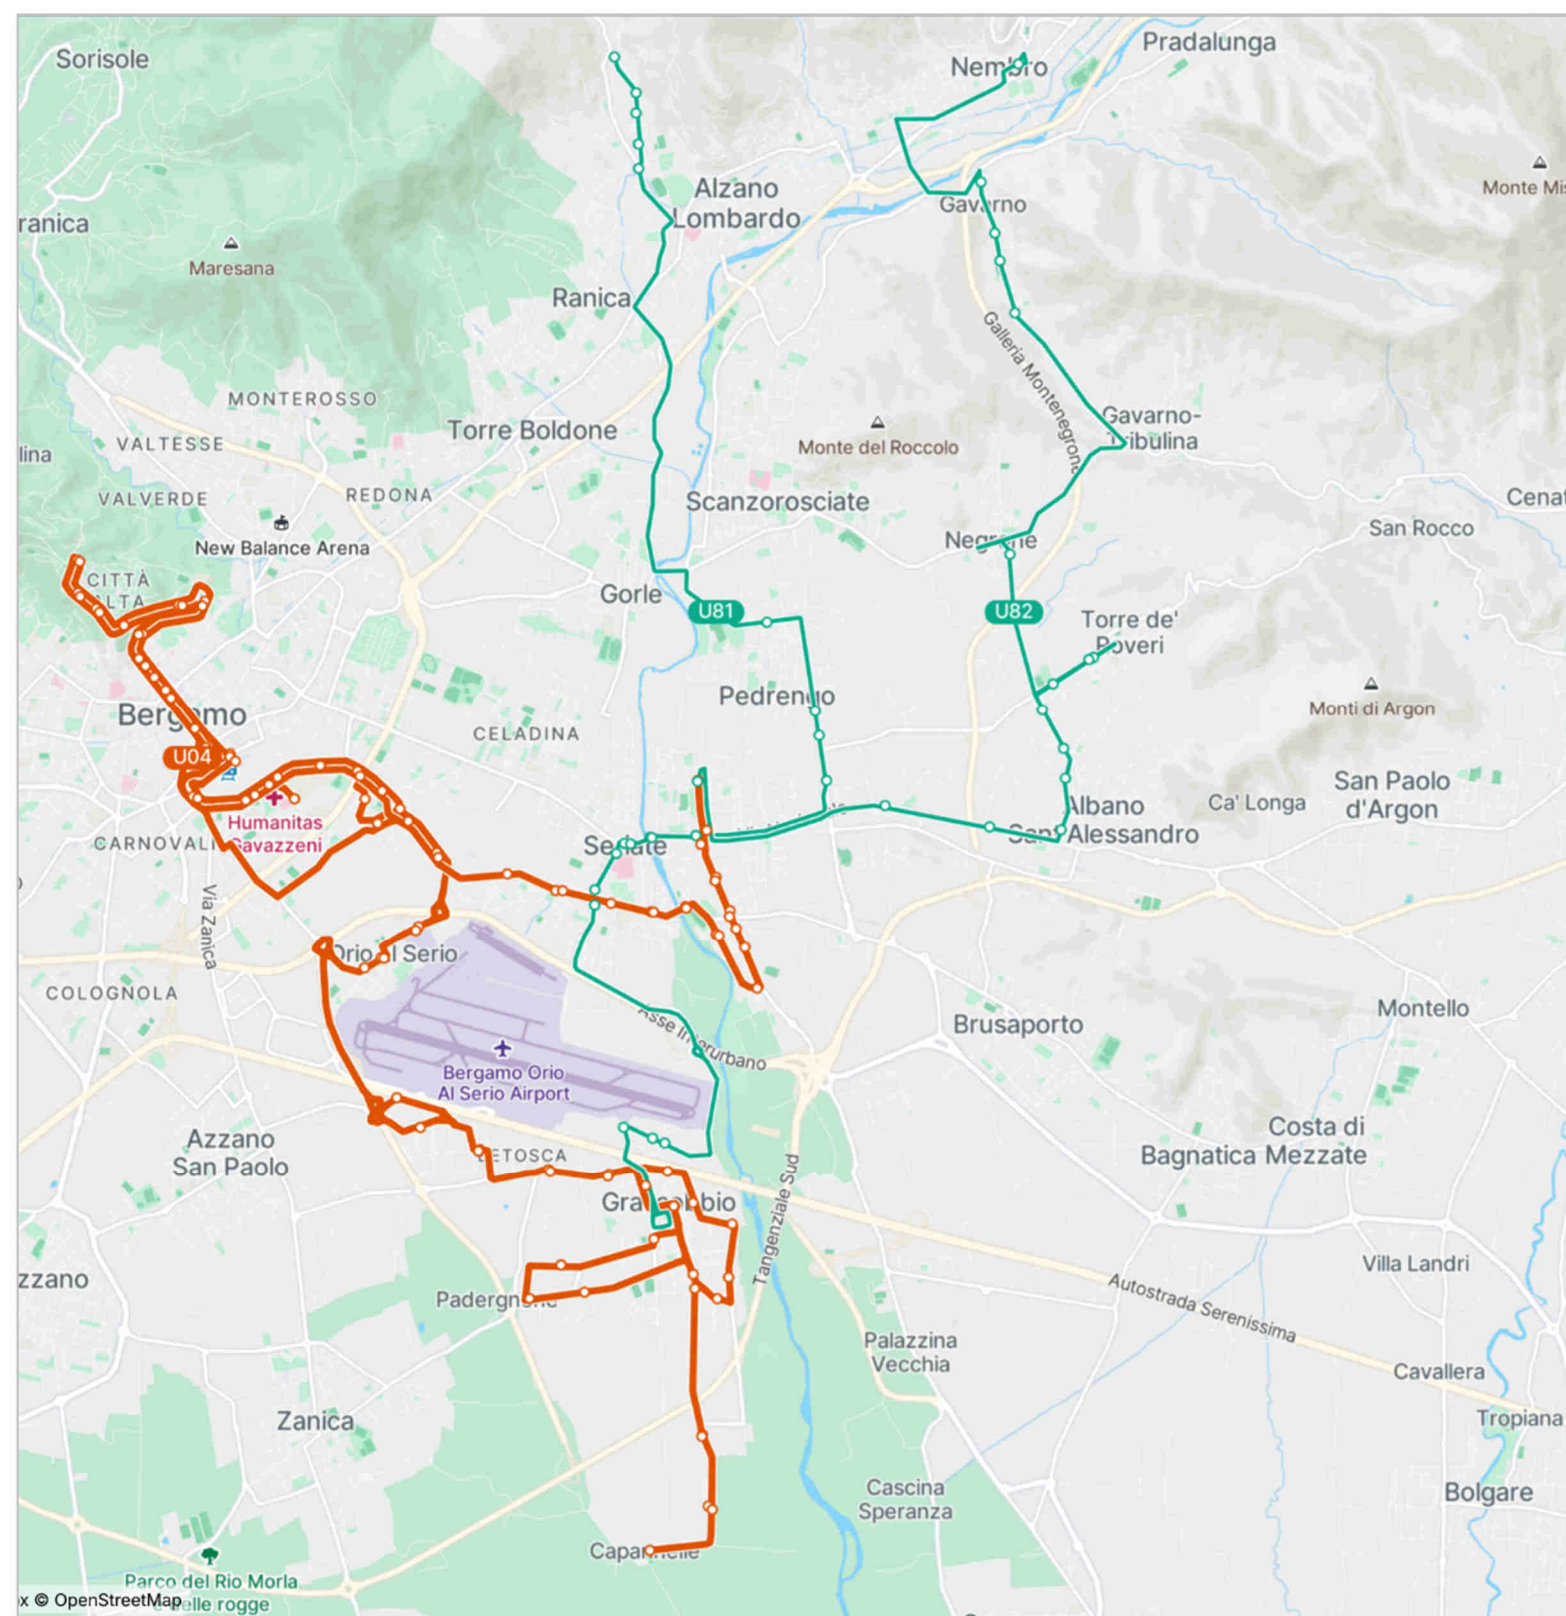 Sorisole
Pradalunga
Nembro
Monte Mis
Alzano
Lombardo
Gavarno
ranica
Maresana
Ranica
Galleria Montenegrone
MONTEROSSO
Gavarno-
Tribulina
VALTESSE
Torre Boldone
Monte del Roccolo
lina
VALVERDE
REDONA
Scanzorosciate
Cenat
San Rocco
New Balance Arena
Negrone
CITTÀ
ALTA
Gorle
U81
U82
Torre de'
Poveri
Pedrengo
Monti di Argon
Bergamo
CELADINA
U04
San Paolo
d'Argon
Ca' Longa
Albano
Sant'Alessandro
Humanitas
Gavazzeni
CARNOVALI
Seriate
Via Zanica
Orio al Serio
COLOGNOLA
Asse Interurbano
Brusaporto
Montello
Bergamo Orio
Al Serio Airport
Azzano
San Paolo
Costa di
Bagnatica Mezzate
Tangenziale Sud
Grassobbio
Villa Landri
zzano
Autostrada Serenissima
Padergnone
Palazzina
Vecchia
Cavallera
Zanica
Tropiana
Cascina
Speranza
Bolgare
Capannelle
Parco del Rio Morla
e delle rogge
x © OpenStreetMap